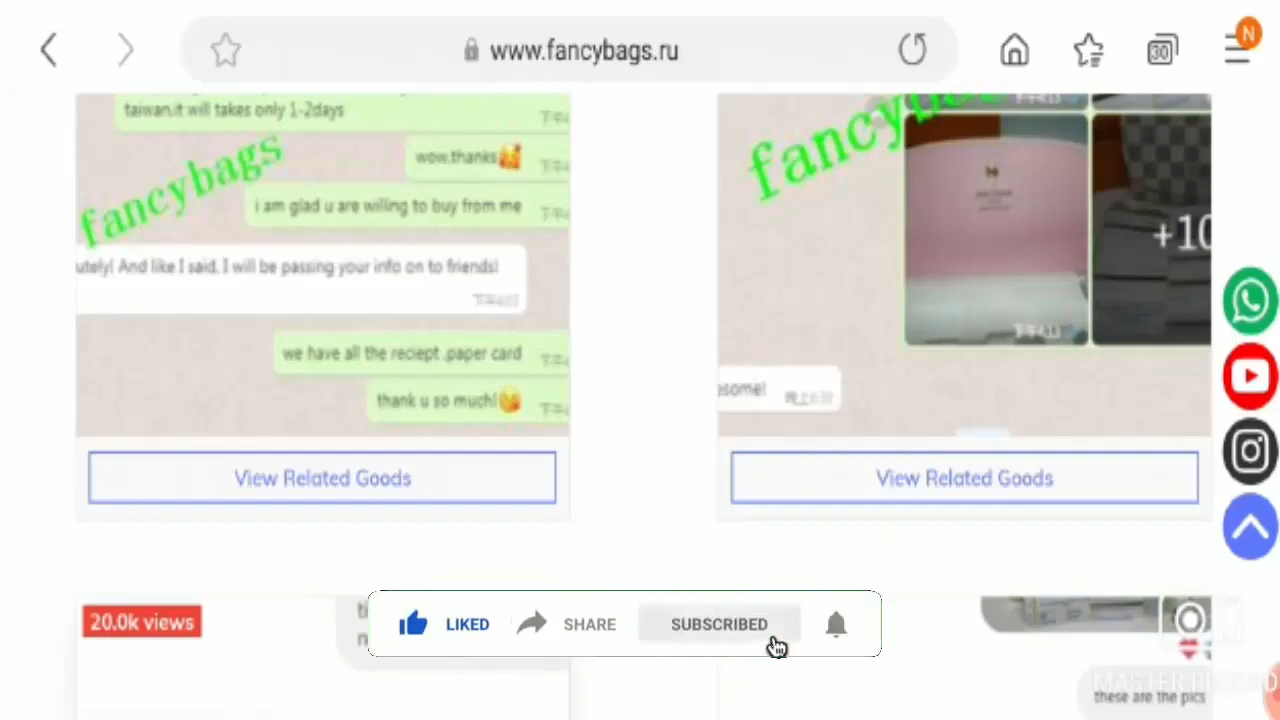 www.fancybags.ru
30
N
taiwan.it will takes only 1-2days
fancybags
wow.thanks🥰
i am glad u are willing to buy from me
utely! And like I said, I will be passing your info on to friends!
we have all the reciept .paper card
thank u so much!😘
View Related Goods
+10
esome!
View Related Goods
20.0k views
LIKED
SHARE
SUBSCRIBED
these are the pics